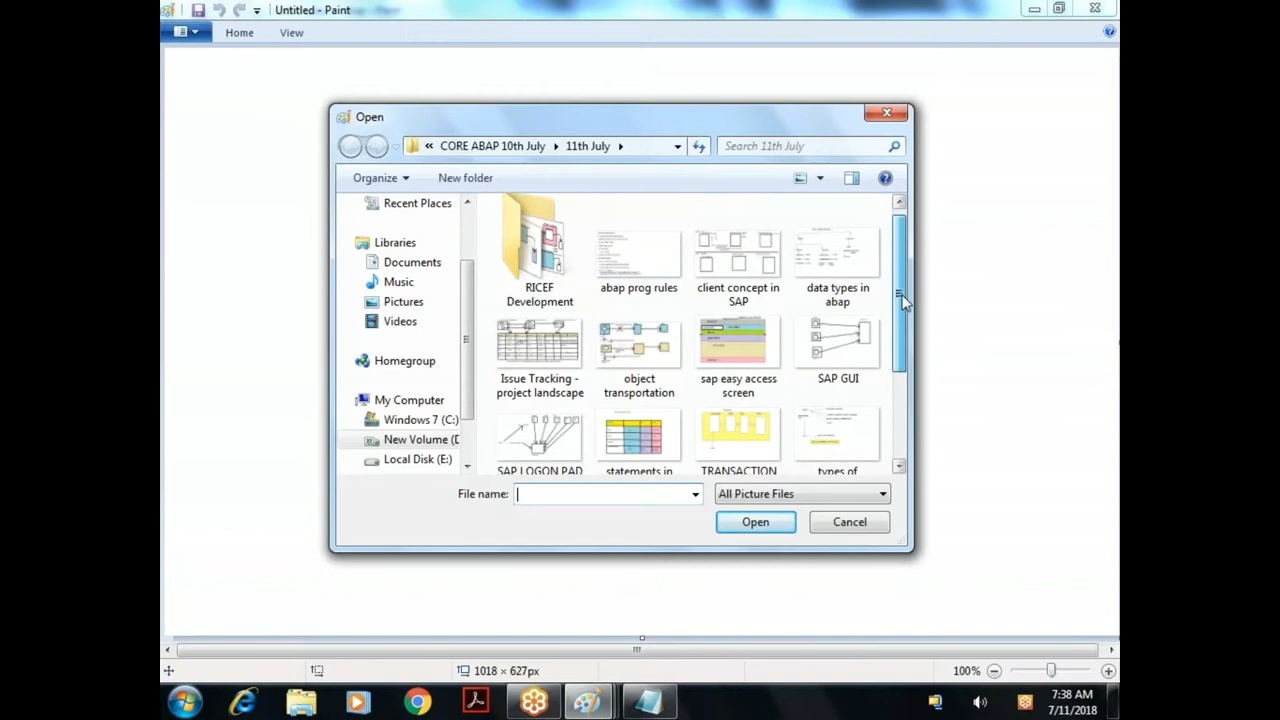 Untitled - Paint
Home View
Open
« CORE ABAP 10th July 11th July
Search 11th July
Organize New folder
Recent Places
Libraries
Documents
Music
Pictures
Videos
Homegroup
My Computer
Windows 7 (C:)
New Volume (D
Local Disk (E:)
RICEF
Development
abap prog rules
client concept in
SAP
data types in
abap
Issue Tracking -
project landscape
object
transportation
sap easy access
screen
SAP GUI
SAP LOGON PAD
statements in
TRANSACTION
types of
File name:
All Picture Files
Open Cancel
1018 × 627px
100%
7:38 AM
7/11/2018